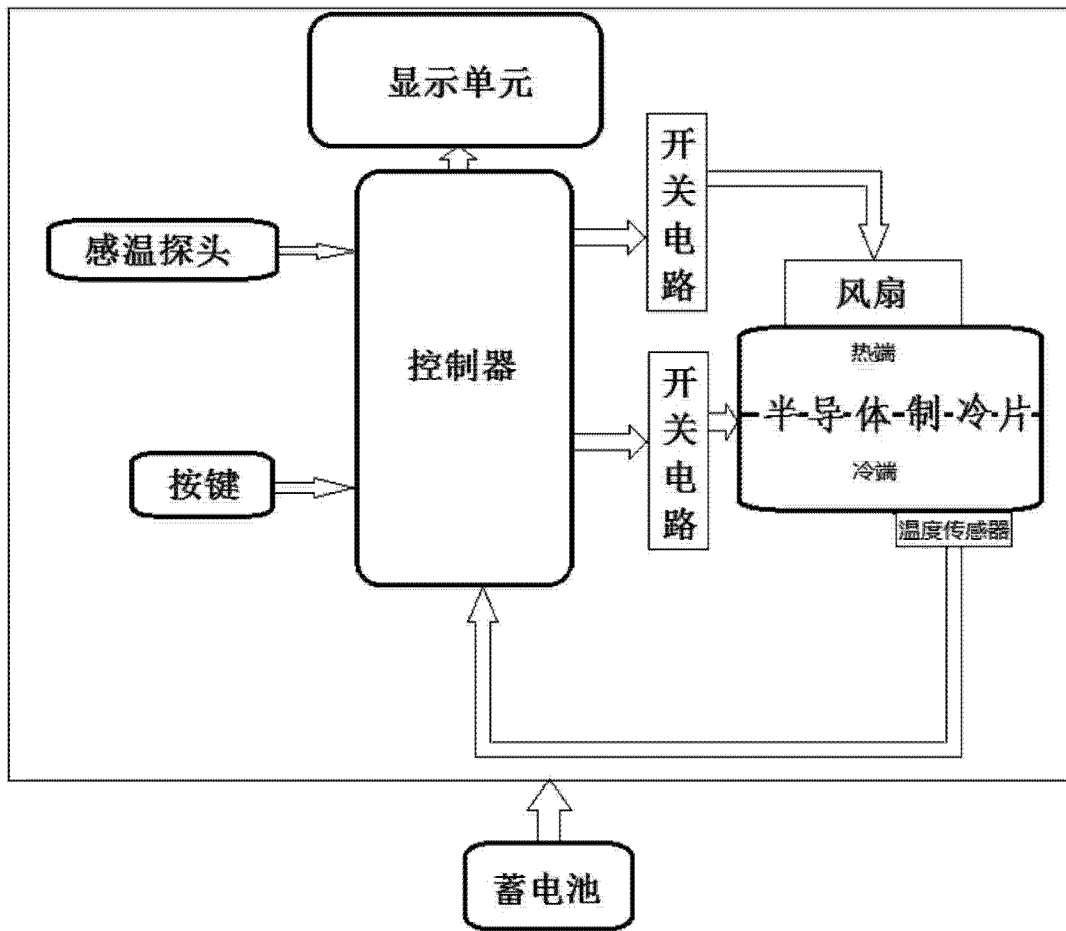 显示单元
开关电路
感温探头
风扇
热端
控制器
开关电路
半导体制冷片
冷端
按键
温度传感器
蓄电池